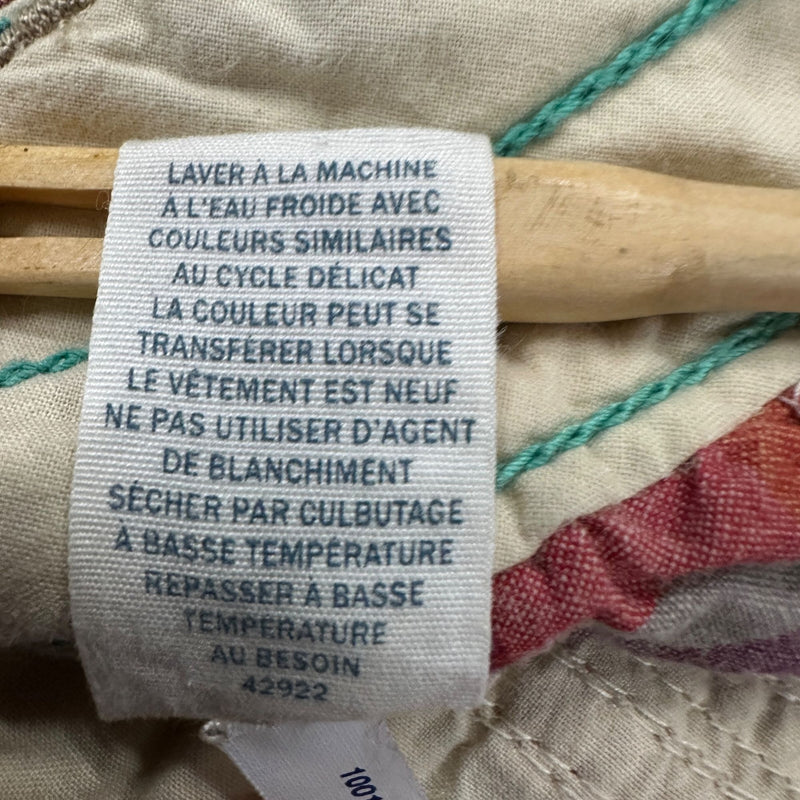 LAVER À LA MACHINE
À L'EAU FROIDE AVEC
COULEURS SIMILAIRES
AU CYCLE DÉLICAT
LA COULEUR PEUT SE
TRANSFÉRER LORSQUE
LE VÊTEMENT EST NEUF
NE PAS UTILISER D'AGENT
DE BLANCHIMENT
SÉCHER PAR CULBUTAGE
À BASSE TEMPÉRATURE
REPASSER À BASSE
TEMPÉRATURE
AU BESOIN
42922
1001